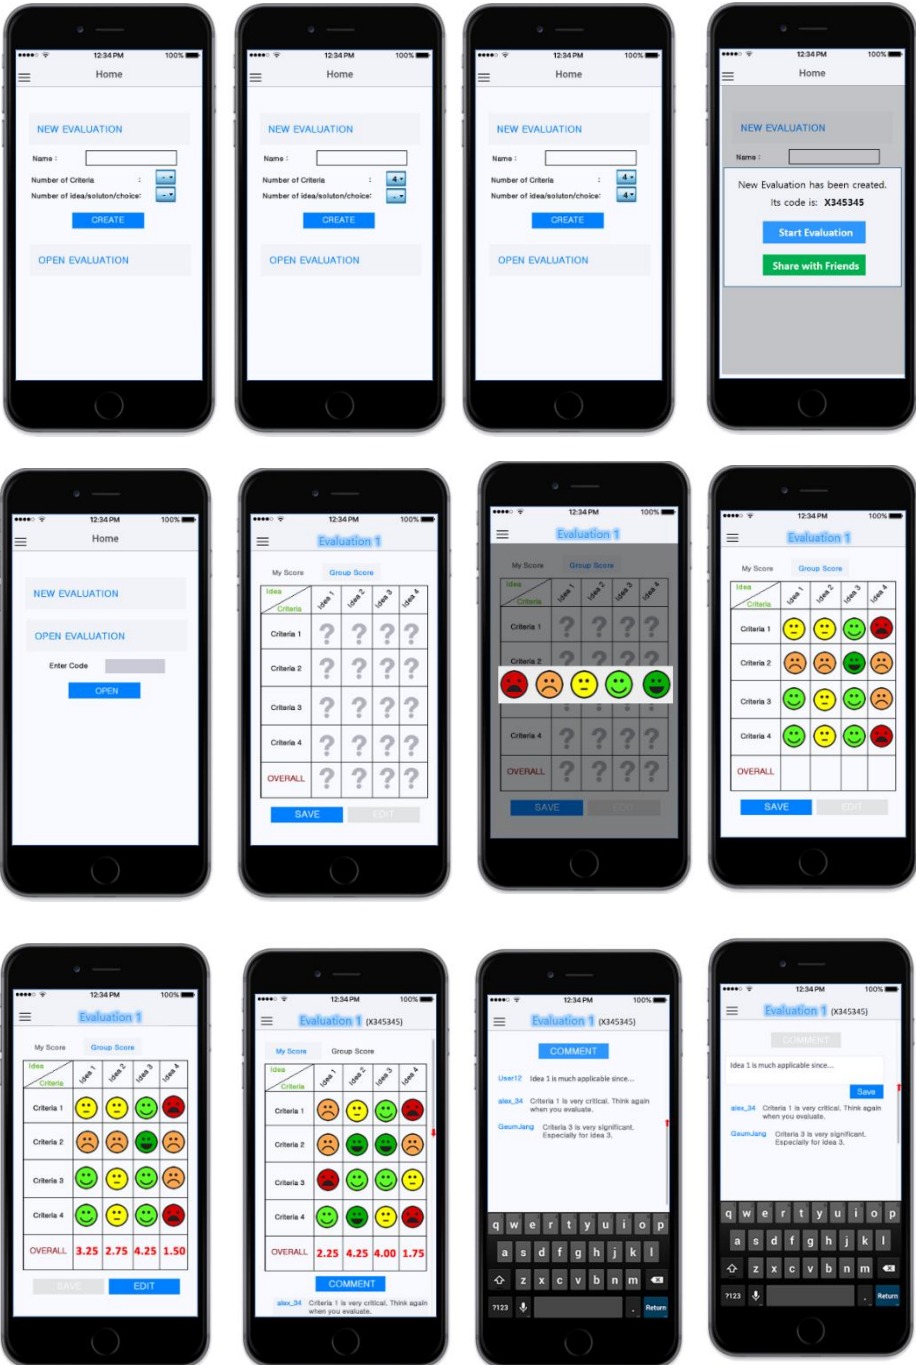 12:34 PM 100%
Home
NEW EVALUATION
Name :
Number of Criteria : -
Number of idea/soluton/choice: -
CREATE
OPEN EVALUATION
12:34 PM 100%
Home
NEW EVALUATION
Name :
Number of Criteria : 4
Number of idea/soluton/choice: -
CREATE
OPEN EVALUATION
12:34 PM 100%
Home
NEW EVALUATION
Name :
Number of Criteria : 4
Number of idea/soluton/choice: 4
CREATE
OPEN EVALUATION
12:34 PM 100%
Home
NEW EVALUATION
Name :
New Evaluation has been created.
Its code is: X345345
Start Evaluation
Share with Friends
12:34 PM 100%
Home
NEW EVALUATION
OPEN EVALUATION
Enter Code
OPEN
12:34 PM 100%
Evaluation 1
My Score Group Score
Idea
Criteria
Idea 1 Idea 2 Idea 3 Idea 4
Criteria 1 ? ? ? ?
Criteria 2 ? ? ? ?
Criteria 3 ? ? ? ?
Criteria 4 ? ? ? ?
OVERALL ? ? ? ?
SAVE EDIT
12:34 PM 100%
Evaluation 1
My Score Group Score
Idea
Criteria
Idea 1 Idea 2 Idea 3 Idea 4
Criteria 1 ? ? ? ?
Criteria 2 ? ? ? ?
? ? ? ?
Criteria 4 ? ? ? ?
OVERALL ? ? ? ?
SAVE EDIT
12:34 PM 100%
Evaluation 1
My Score Group Score
Idea
Criteria
Idea 1 Idea 2 Idea 3 Idea 4
Criteria 1
Criteria 2
Criteria 3
Criteria 4
OVERALL
SAVE EDIT
12:34 PM 100%
Evaluation 1
My Score Group Score
Idea
Criteria
Idea 1 Idea 2 Idea 3 Idea 4
Criteria 1
Criteria 2
Criteria 3
Criteria 4
OVERALL 3.25 2.75 4.25 1.50
SAVE EDIT
12:34 PM 100%
Evaluation 1 (X345345)
My Score Group Score
Idea
Criteria
Idea 1 Idea 2 Idea 3 Idea 4
Criteria 1
Criteria 2
Criteria 3
Criteria 4
OVERALL 2.25 4.25 4.00 1.75
COMMENT
alex_34 Criteria 1 is very critical. Think again
when you evaluate.
12:34 PM 100%
Evaluation 1 (X345345)
COMMENT
User12 Idea 1 is much applicable since...
alex_34 Criteria 1 is very critical. Think again
when you evaluate.
GeumJang Criteria 3 is very significant.
Especially for idea 3.
q w e r t y u i o p
a s d f g h j k l
z x c v b n m
?123 . Return
12:34 PM 100%
Evaluation 1 (X345345)
COMMENT
Idea 1 is much applicable since...
Save
alex_34 Criteria 1 is very critical. Think again
when you evaluate.
GeumJang Criteria 3 is very significant.
Especially for idea 3.
q w e r t y u i o p
a s d f g h j k l
z x c v b n m
?123 . Return